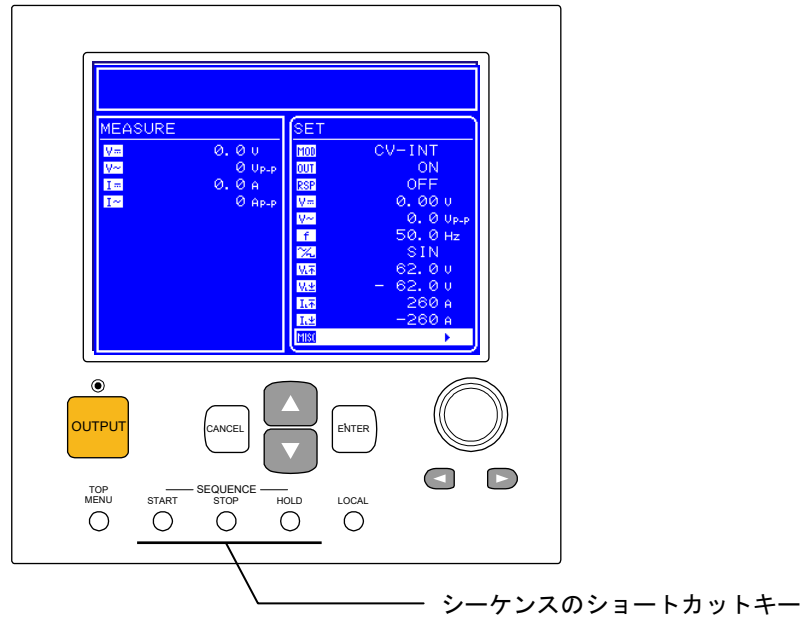 MEASURE
V⎓ 0.0 V
V~ 0 Vp-p
I⎓ 0.0 A
I~ 0 Ap-p
SET
MOD CV-INT
OUT ON
RSP OFF
V⎓ 0.00 V
V~ 0.0 Vp-p
f 50.0 Hz
SIN
V 62.0 V
V - 62.0 V
I 260 A
I -260 A
MISC
OUTPUT
CANCEL
ENTER
TOP
MENU
SEQUENCE
START STOP HOLD
LOCAL
シーケンスのショートカットキー